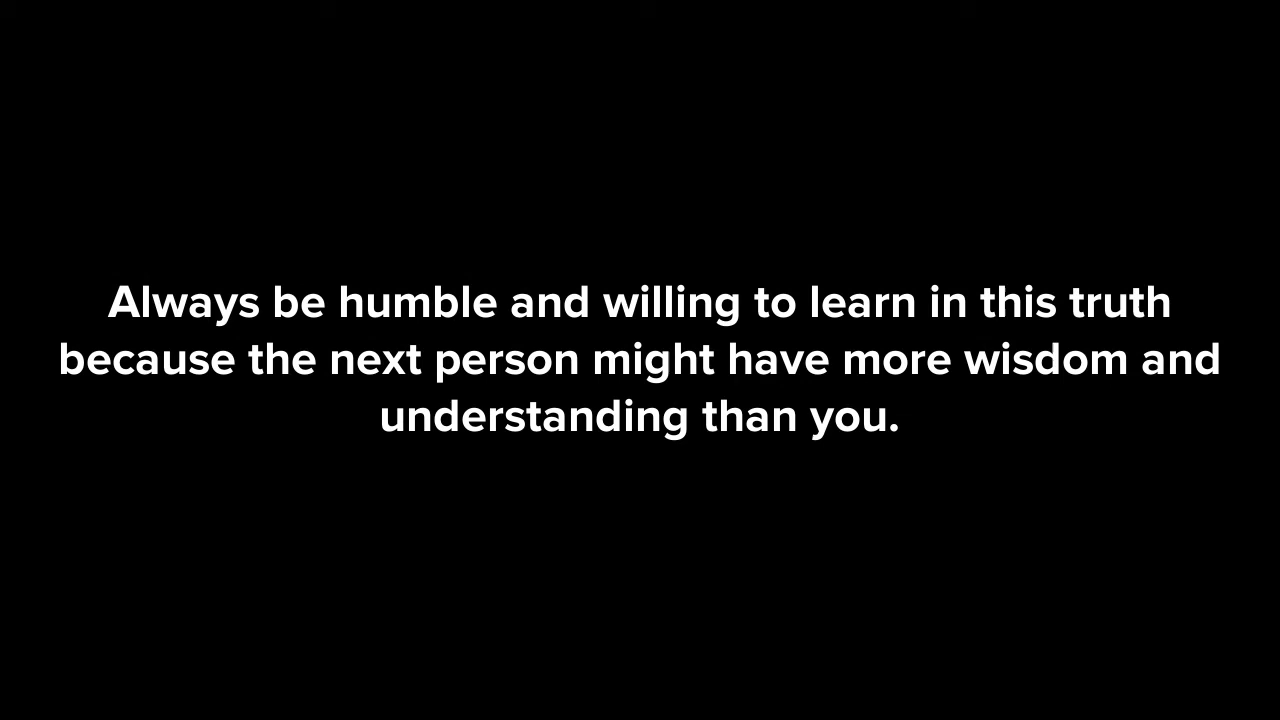 Always be humble and willing to learn in this truth
because the next person might have more wisdom and
understanding than you.